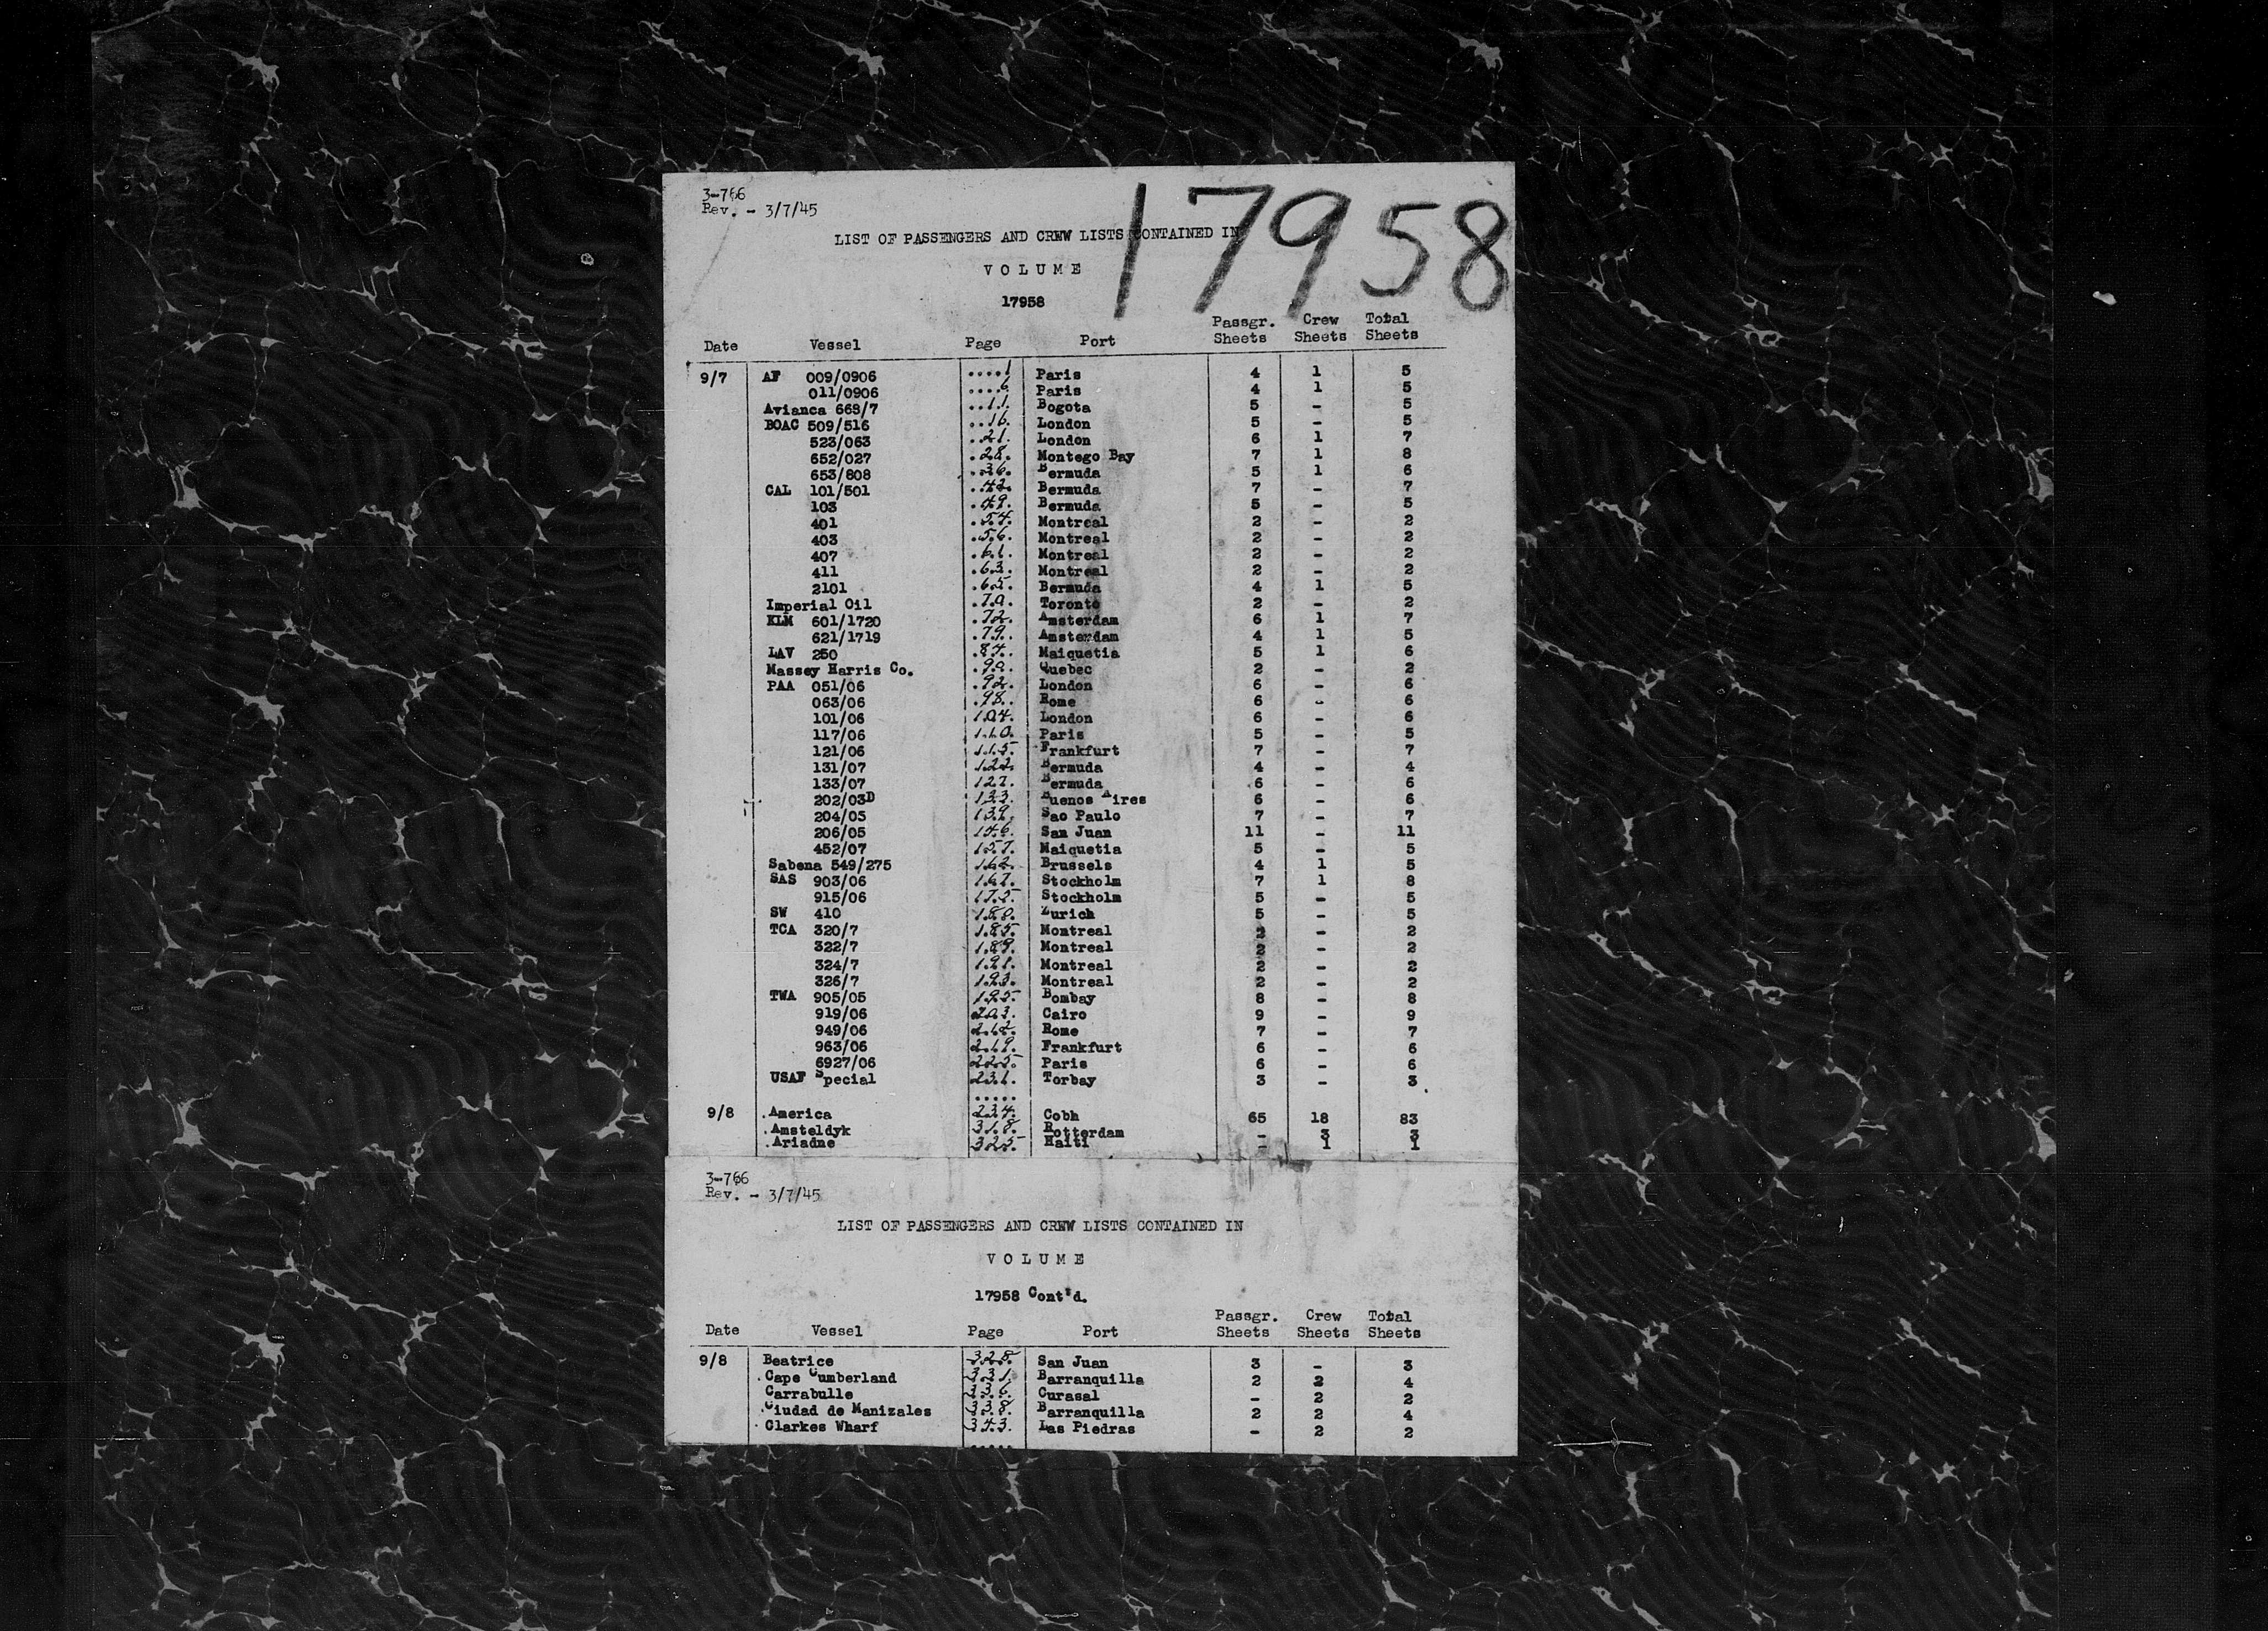 3-766
Rev. - 3/7/45
17958
LIST OF PASSENGERS AND CREW LISTS CONTAINED IN
VOLUME
17958
Date Vessel Page Port Passgr. Sheets Crew Sheets Total Sheets
9/7 AF 009/0906 ....1 Paris 4 1 5
011/0906 ....6 Paris 4 1 5
Avianca 668/7 ..11. Bogota 5 - 5
BOAC 509/516 ..16. London 5 - 5
523/063 ..21. London 6 1 7
652/027 .28. Montego Bay 7 1 8
653/808 .36. Bermuda 5 1 6
CAL 101/501 .42. Bermuda 7 - 7
103 .49. Bermuda 5 - 5
401 .54. Montreal 2 - 2
403 .56. Montreal 2 - 2
407 .61. Montreal 2 - 2
411 .63. Montreal 2 - 2
2101 .65. Bermuda 4 1 5
Imperial Oil .70. Toronto 2 - 2
KLM 601/1720 .72. Amsterdam 6 1 7
621/1719 .79. Amsterdam 4 1 5
LAV 250 .84. Maiquetia 5 1 6
Massey Harris Co. .90. Quebec 2 - 2
PAA 051/06 .92. London 6 - 6
063/06 .98. Rome 6 - 6
101/06 104. London 6 - 6
117/06 110. Paris 5 - 5
121/06 115. Frankfurt 7 - 7
131/07 122. Bermuda 4 - 4
133/07 127. Bermuda 6 - 6
202/03D 133. Buenos Aires 6 - 6
204/05 139. Sao Paulo 7 - 7
206/05 146. San Juan 11 - 11
452/07 157. Maiquetia 5 - 5
Sabena 549/275 162. Brussels 4 1 5
SAS 903/06 167. Stockholm 7 1 8
915/06 175. Stockholm 5 - 5
SW 410 180. Zurich 5 - 5
TCA 320/7 185. Montreal 2 - 2
322/7 189. Montreal 2 - 2
324/7 191. Montreal 2 - 2
326/7 193. Montreal 2 - 2
TWA 905/05 195. Bombay 8 - 8
919/06 203. Cairo 9 - 9
949/06 212. Rome 7 - 7
963/06 219. Frankfurt 6 - 6
6927/06 225. Paris 6 - 6
USAF Special 231. Torbay 3 - 3
.....
9/8 .America 234. Cobh 65 18 83
.Amsteldyk 318. Rotterdam - 3 3
.Ariadne 325 Haiti - 1 1
3-766
Rev. - 3/7/45
LIST OF PASSENGERS AND CREW LISTS CONTAINED IN
VOLUME
17958 Cont'd.
Date Vessel Page Port Passgr. Sheets Crew Sheets Total Sheets
9/8 Beatrice 328. San Juan 3 - 3
.Cape Cumberland 331. Barranquilla 2 2 4
Carrabulle 336. Curasal - 2 2
.Ciudad de Manizales 338. Barranquilla 2 2 4
.Clarkes Wharf 343. Las Piedras - 2 2
.....